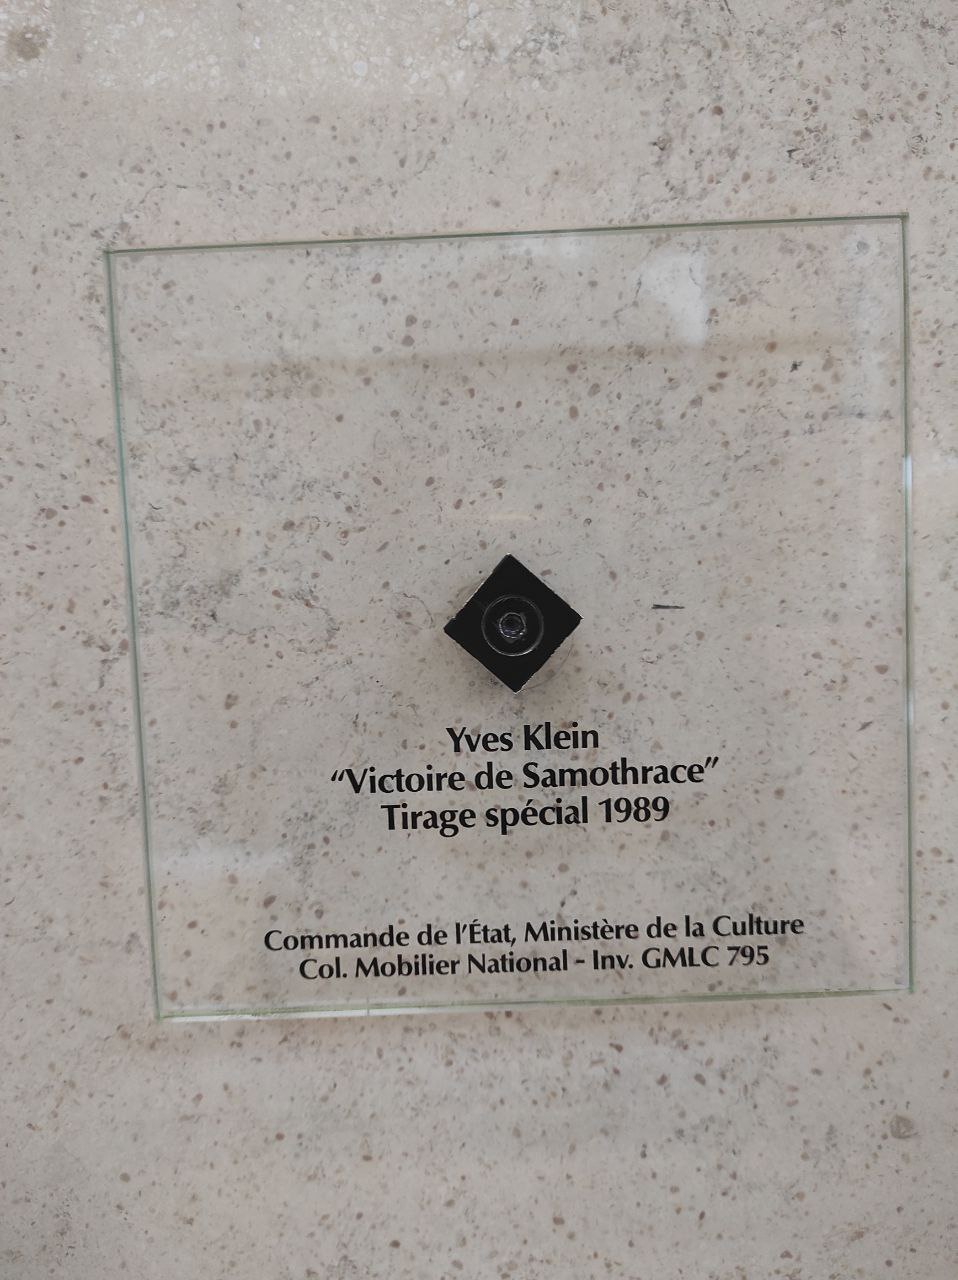 Yves Klein
“Victoire de Samothrace”
Tirage spécial 1989
Commande de l’État, Ministère de la Culture
Col. Mobilier National - Inv. GMLC 795